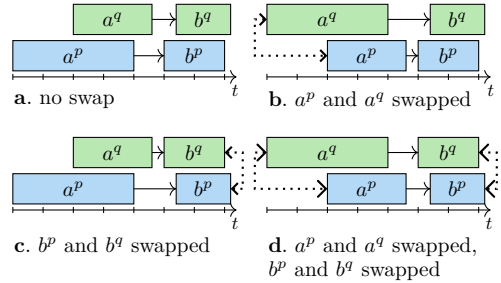 a^q b^q a^q b^q
a^p b^p a^p b^p
t t
a. no swap b. a^p and a^q swapped
a^q b^q a^q b^q
a^p b^p a^p b^p
t t
c. b^p and b^q swapped d. a^p and a^q swapped,
b^p and b^q swapped